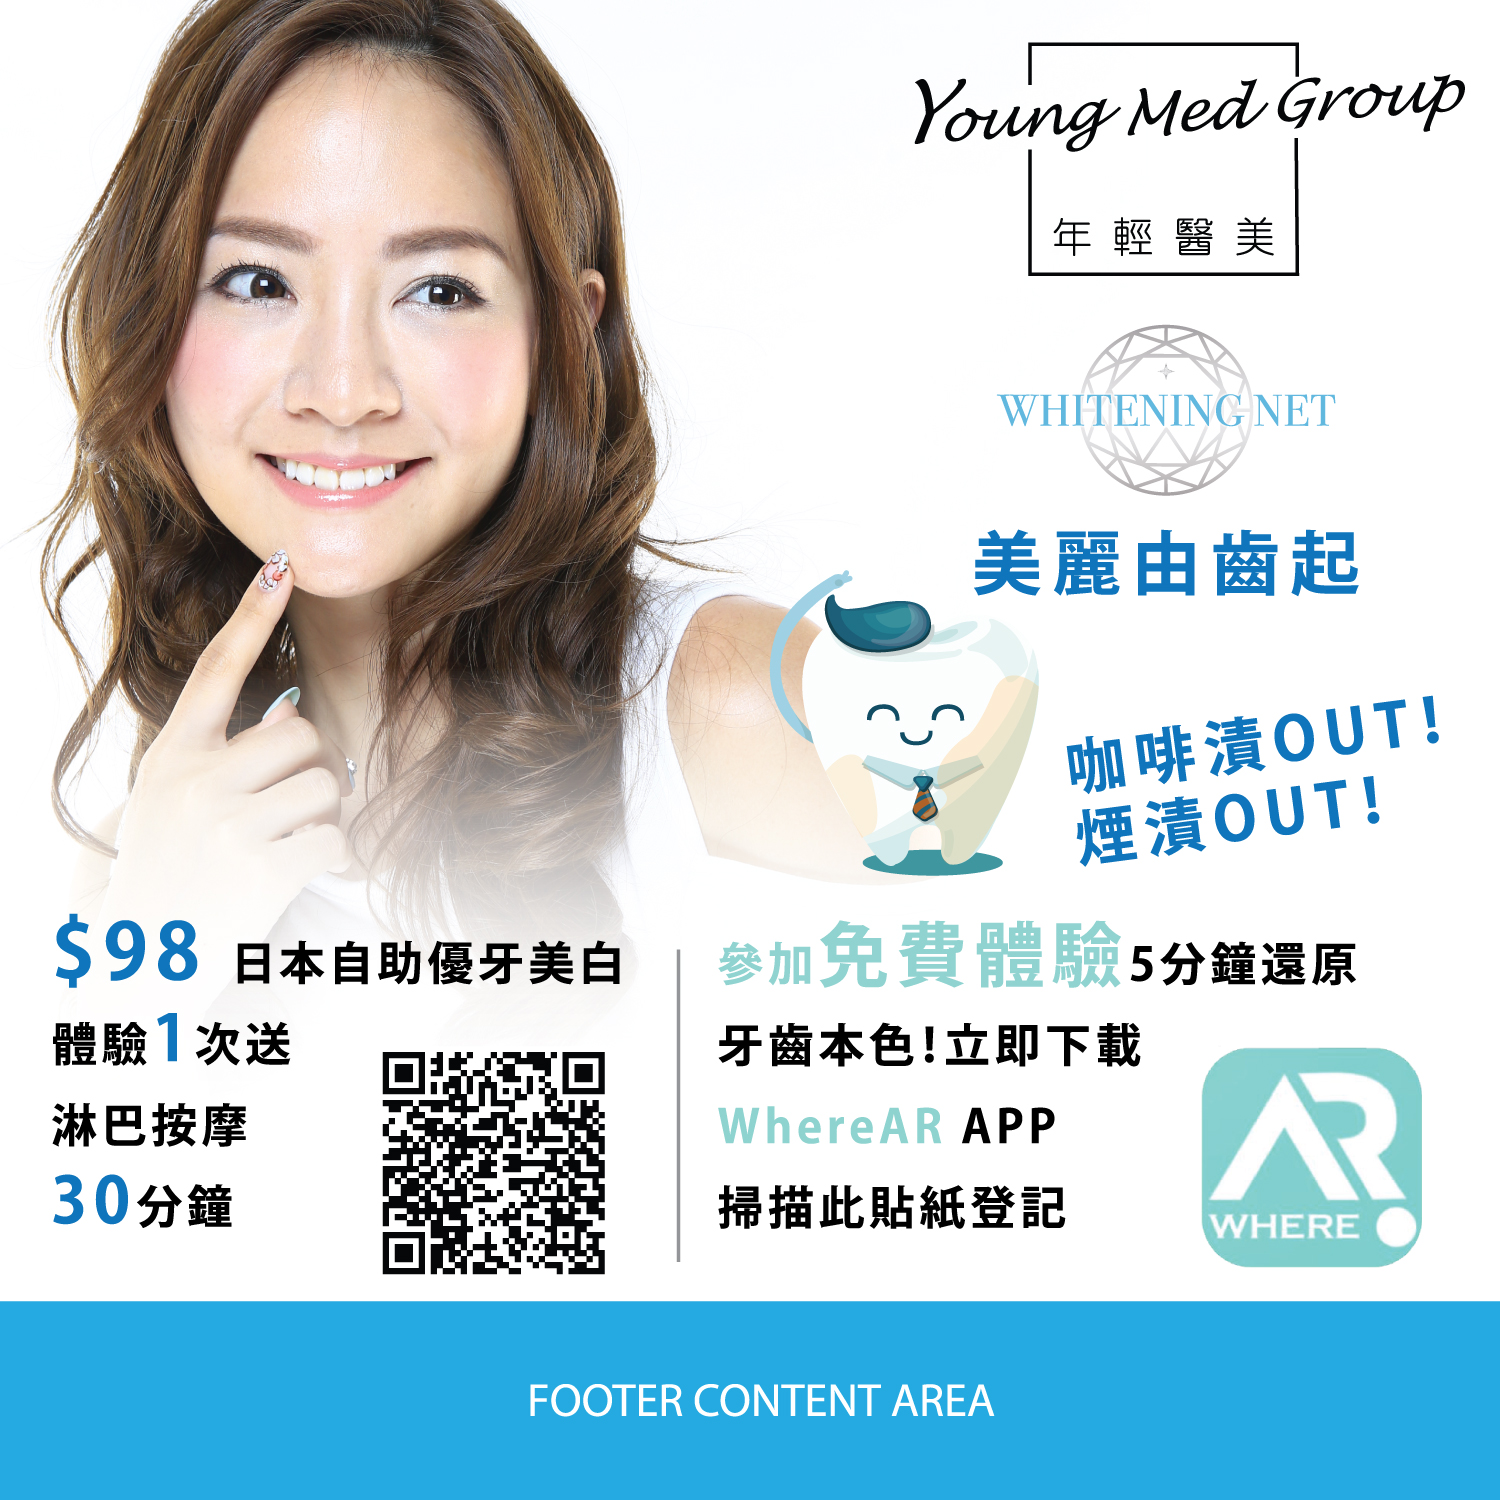 Young Med Group
年輕醫美
WHITENING NET
美麗由齒起
咖啡漬OUT!
煙漬OUT!
$98 日本自助優牙美白
體驗1次送
淋巴按摩
30分鐘
參加免費體驗5分鐘還原
牙齒本色!立即下載
WhereAR APP
掃描此貼紙登記
AR
WHERE
FOOTER CONTENT AREA